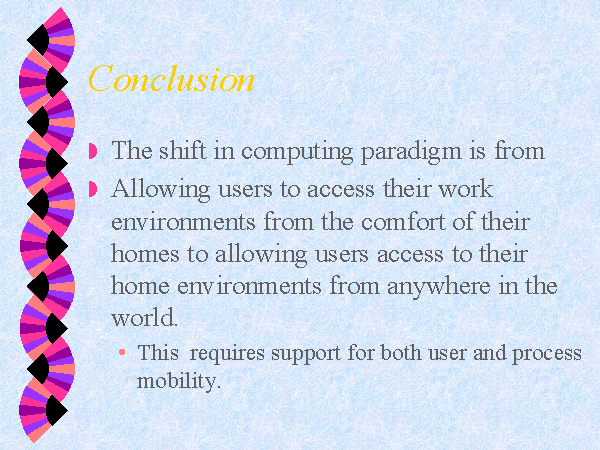 Conclusion
The shift in computing paradigm is from
Allowing users to access their work
environments from the comfort of their
homes to allowing users access to their
home environments from anywhere in the
world.
• This requires support for both user and process
mobility.